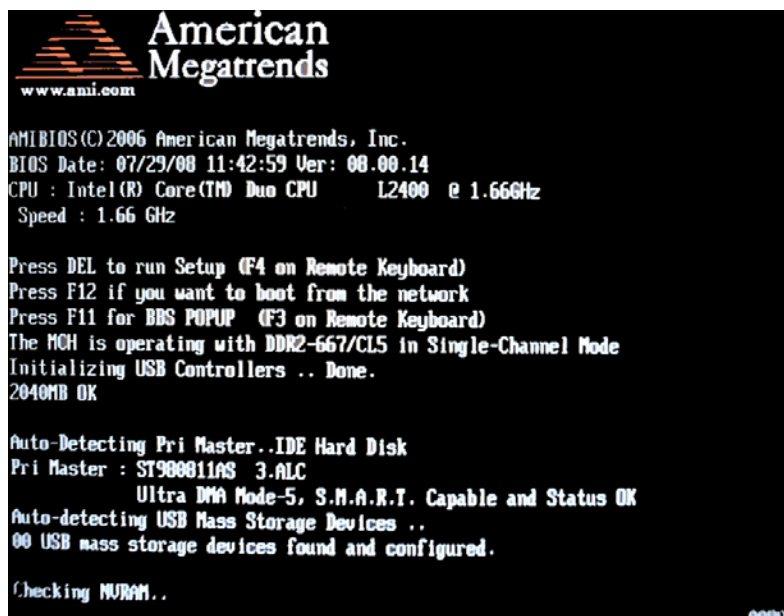 American
Megatrends
www.ami.com
AMIBIOS(C)2006 American Megatrends, Inc.
BIOS Date: 07/29/08 11:42:59 Ver: 08.00.14
CPU : Intel(R) Core(TM) Duo CPU L2400 @ 1.66GHz
Speed : 1.66 GHz
Press DEL to run Setup (F4 on Remote Keyboard)
Press F12 if you want to boot from the network
Press F11 for BBS POPUP (F3 on Remote Keyboard)
The MCH is operating with DDR2-667/CL5 in Single-Channel Mode
Initializing USB Controllers .. Done.
2040MB OK
Auto-Detecting Pri Master..IDE Hard Disk
Pri Master : ST980811AS 3.ALC
Ultra DMA Mode-5, S.M.A.R.T. Capable and Status OK
Auto-detecting USB Mass Storage Devices ..
00 USB mass storage devices found and configured.
Checking NVRAM..